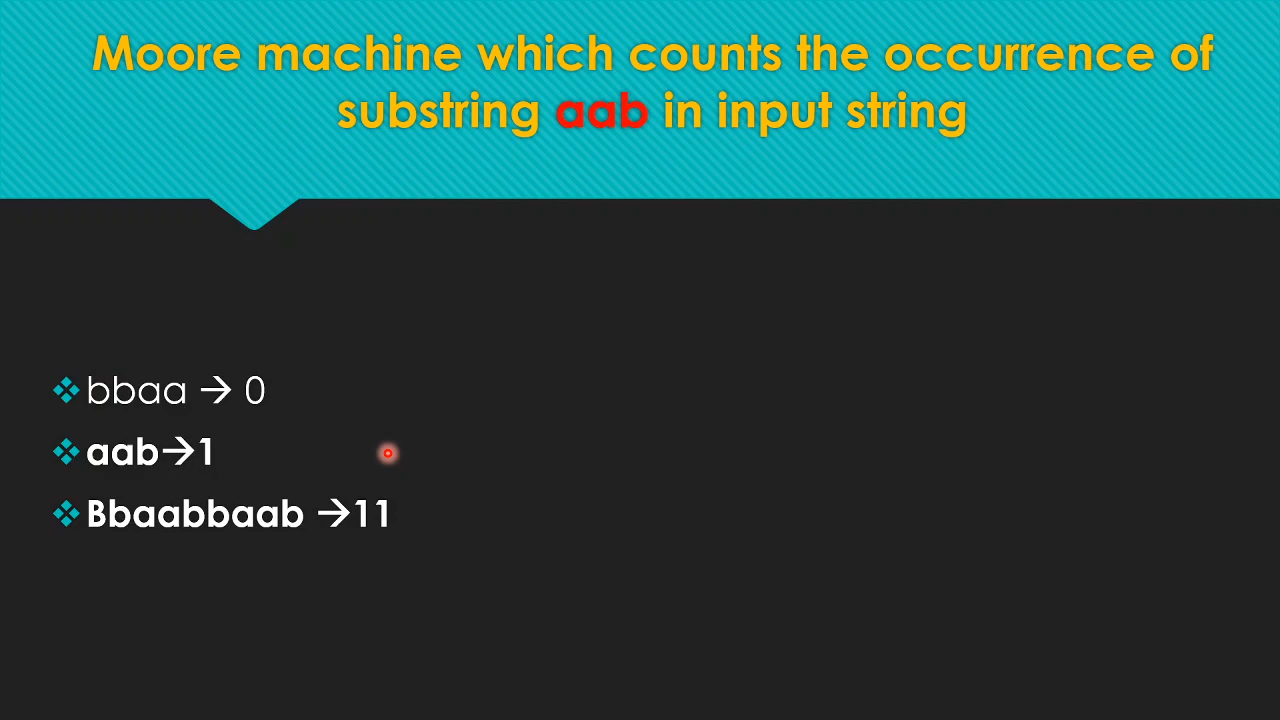 Moore machine which counts the occurrence of
substring aab in input string
❖ bbaa → 0
❖ aab→1
❖ Bbaabbaab →11